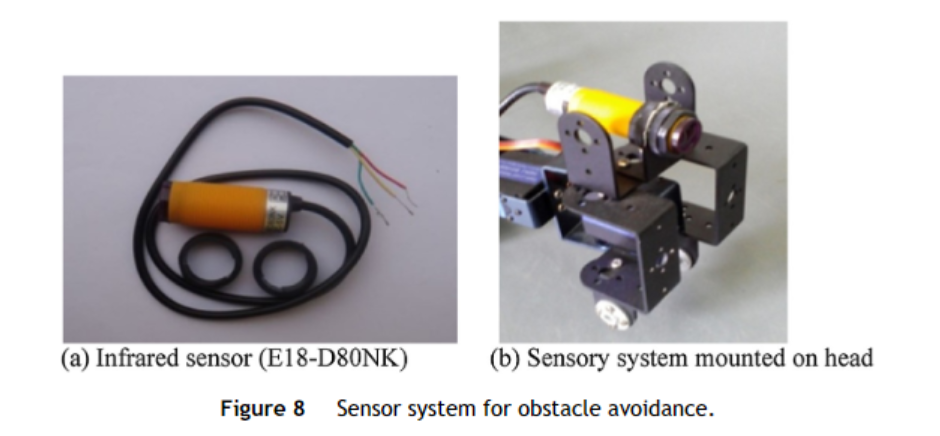 (a) Infrared sensor (E18-D80NK)
(b) Sensory system mounted on head
Figure 8 Sensor system for obstacle avoidance.